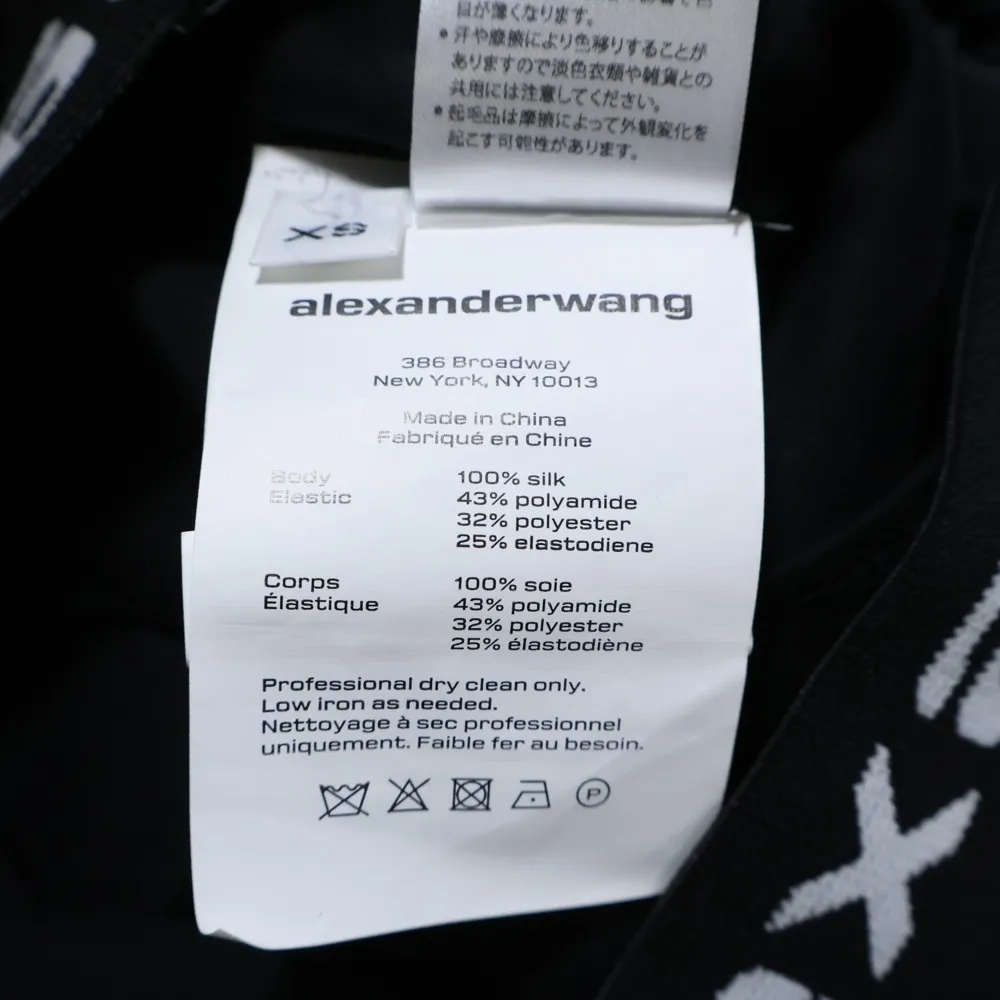 目が薄くなります。
• 汗や摩擦により色移りすることが
ありますので淡色衣類や雑貨との
共用には注意してください。
• 起毛品は摩擦によって外観変化を
起こす可能性があります。
XS
alexanderwang
386 Broadway
New York, NY 10013
Made in China
Fabriqué en Chine
Body 100% silk
Elastic 43% polyamide
32% polyester
25% elastodiene
Corps 100% soie
Élastique 43% polyamide
32% polyester
25% élastodiène
Professional dry clean only.
Low iron as needed.
Nettoyage à sec professionnel
uniquement. Faible fer au besoin.
P